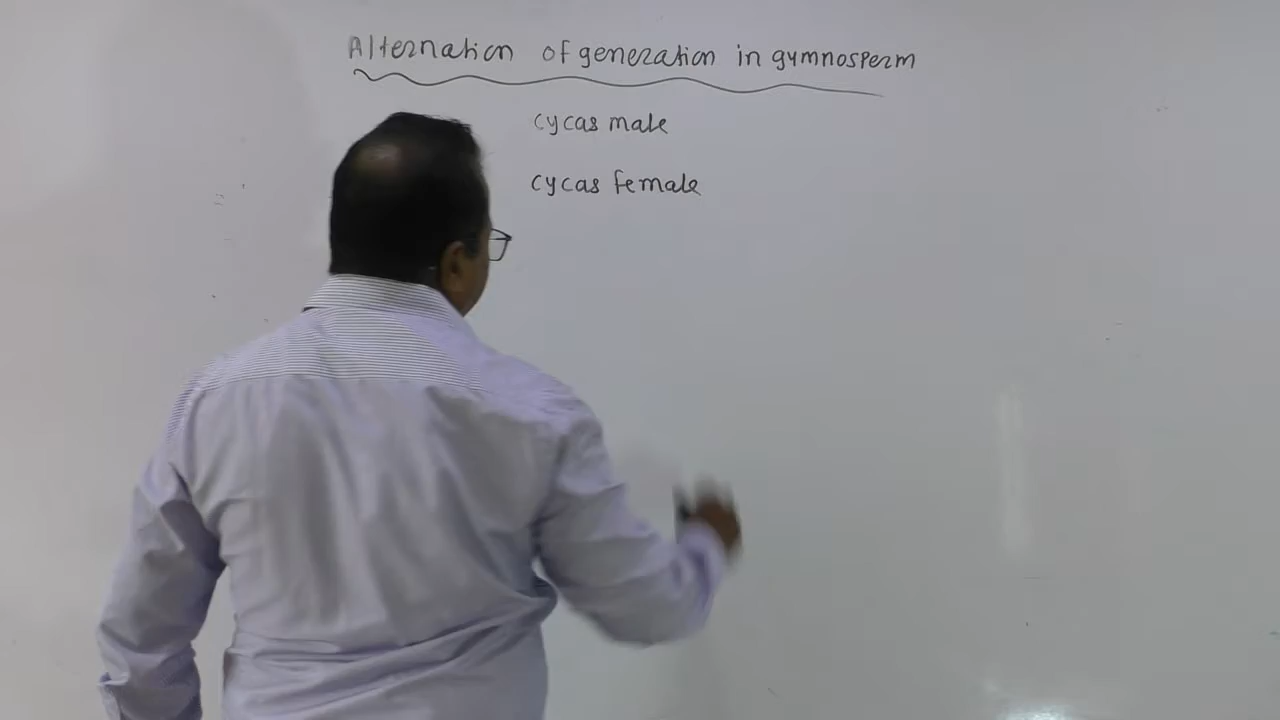 Alternation of generation in gymnosperm
cycas male
cycas female